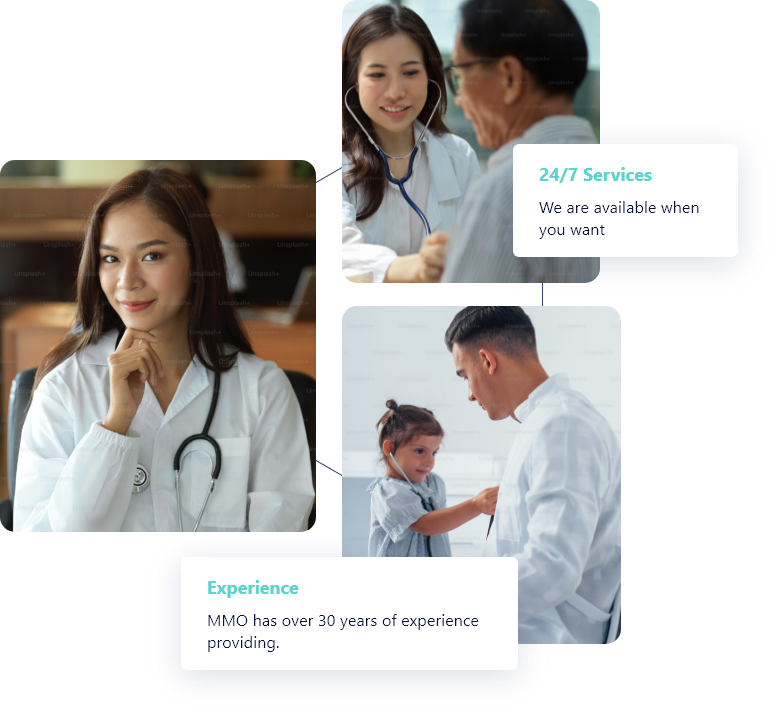 24/7 Services
We are available when
you want
Experience
MMO has over 30 years of experience
providing.